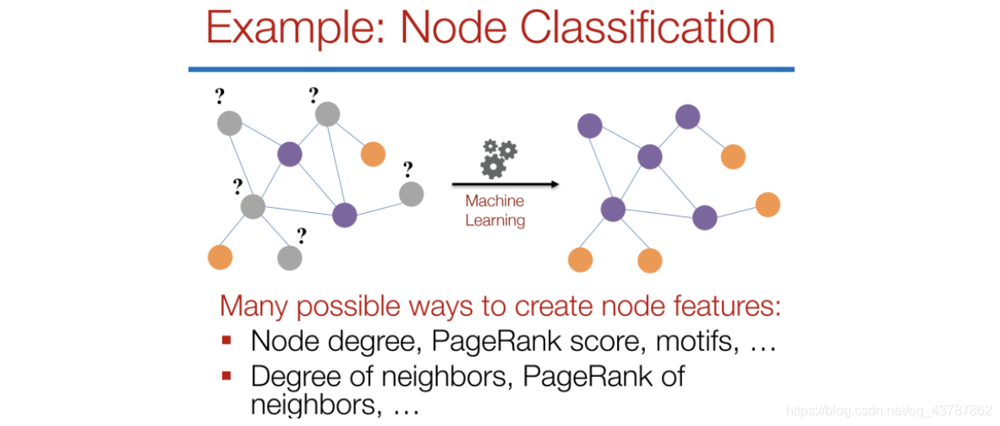 Example: Node Classification
?
?
?
?
?
Machine
Learning
Many possible ways to create node features:
▪ Node degree, PageRank score, motifs, …
▪ Degree of neighbors, PageRank of
neighbors, …
https://blog.csdn.net/qq_43787862